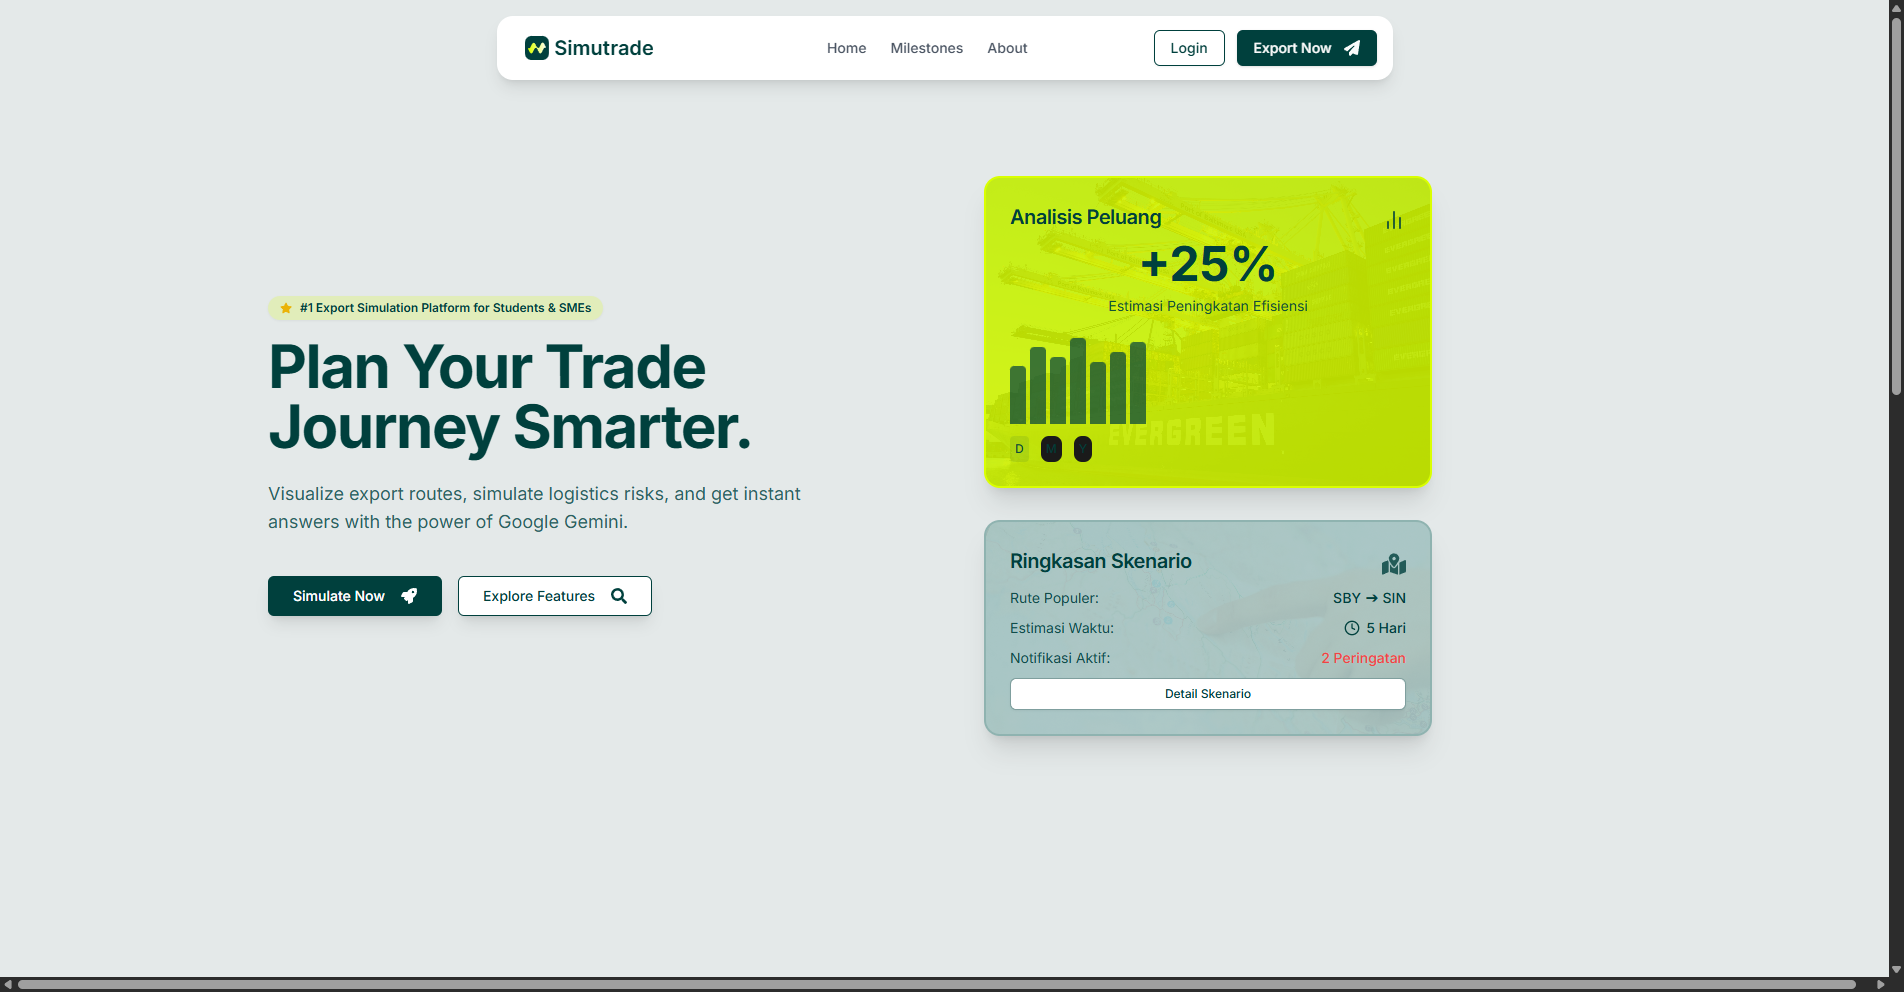 Simutrade
Home
Milestones
About
Login
Export Now
#1 Export Simulation Platform for Students & SMEs
Plan Your Trade
Journey Smarter.
Visualize export routes, simulate logistics risks, and get instant
answers with the power of Google Gemini.
Simulate Now
Explore Features
Analisis Peluang
+25%
Estimasi Peningkatan Efisiensi
EVERGREEN
D
M
Y
Ringkasan Skenario
Rute Populer:
SBY → SIN
Estimasi Waktu:
5 Hari
Notifikasi Aktif:
2 Peringatan
Detail Skenario